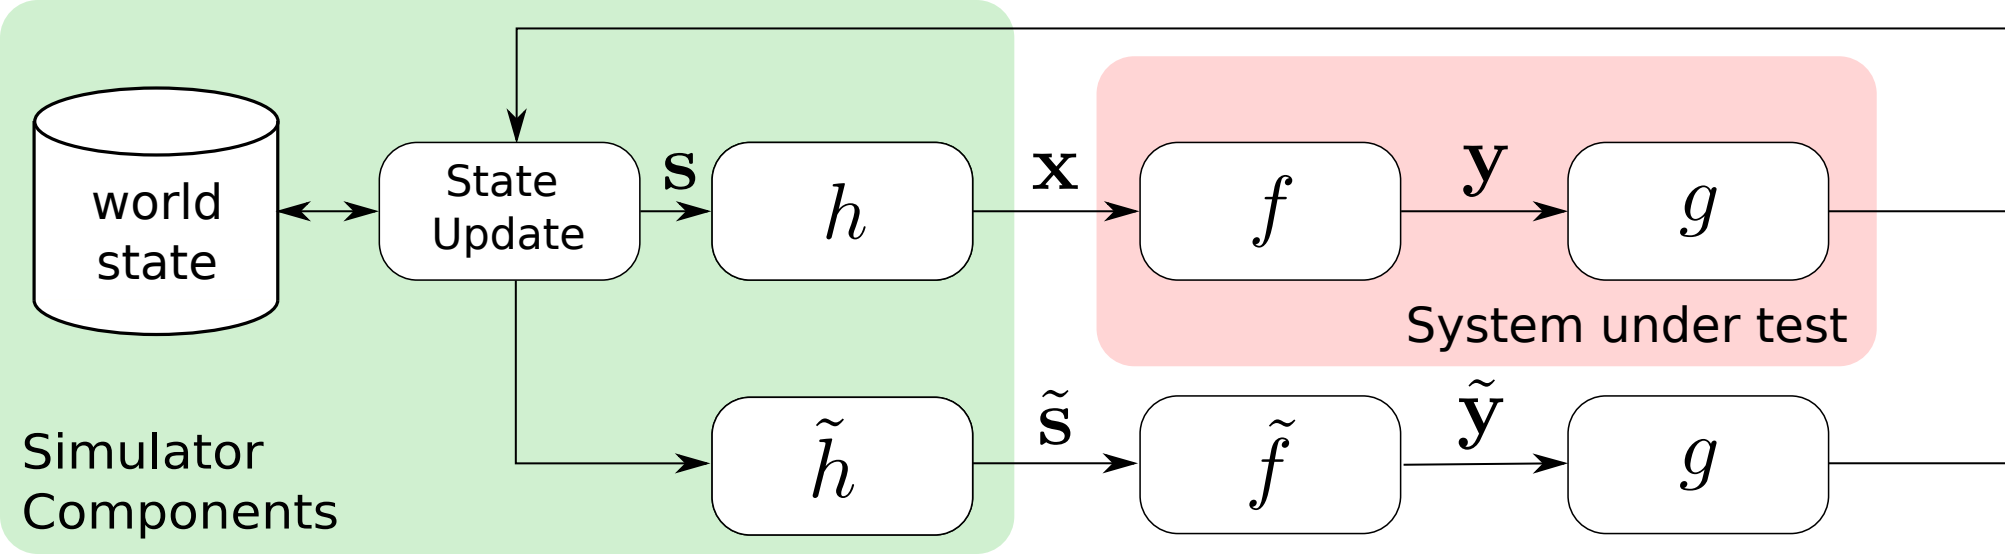 world
state
State
Update
s
h
x
f
y
g
System under test
h̃
s̃
f̃
ỹ
g
Simulator
Components